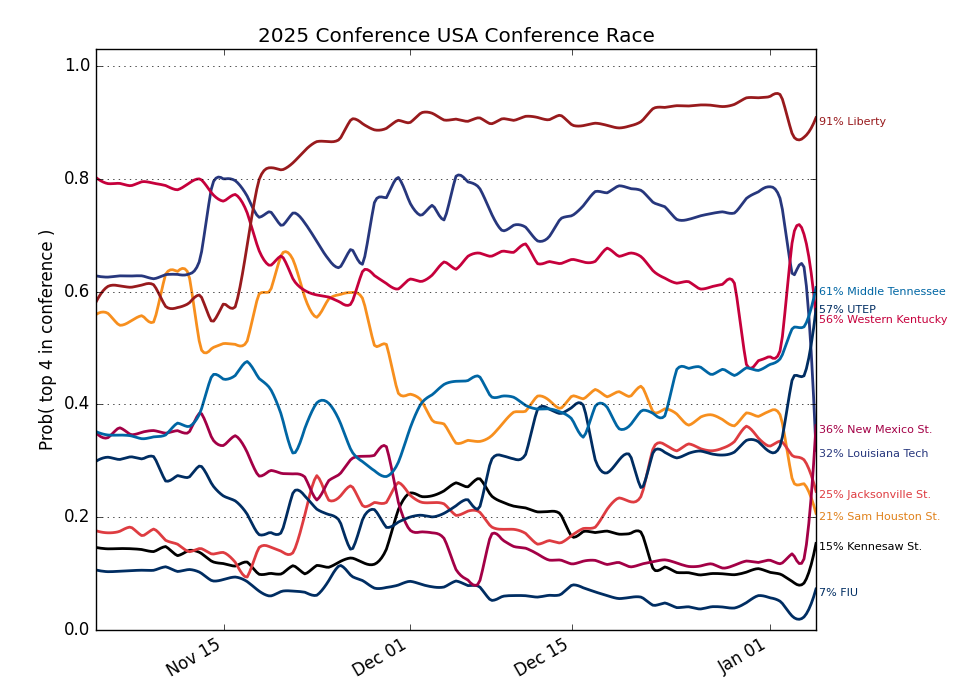 2025 Conference USA Conference Race
Prob( top 4 in conference )
1.0
0.8
0.6
0.4
0.2
0.0
Nov 15
Dec 01
Dec 15
Jan 01
91% Liberty
61% Middle Tennessee
57% UTEP
56% Western Kentucky
36% New Mexico St.
32% Louisiana Tech
25% Jacksonville St.
21% Sam Houston St.
15% Kennesaw St.
7% FIU